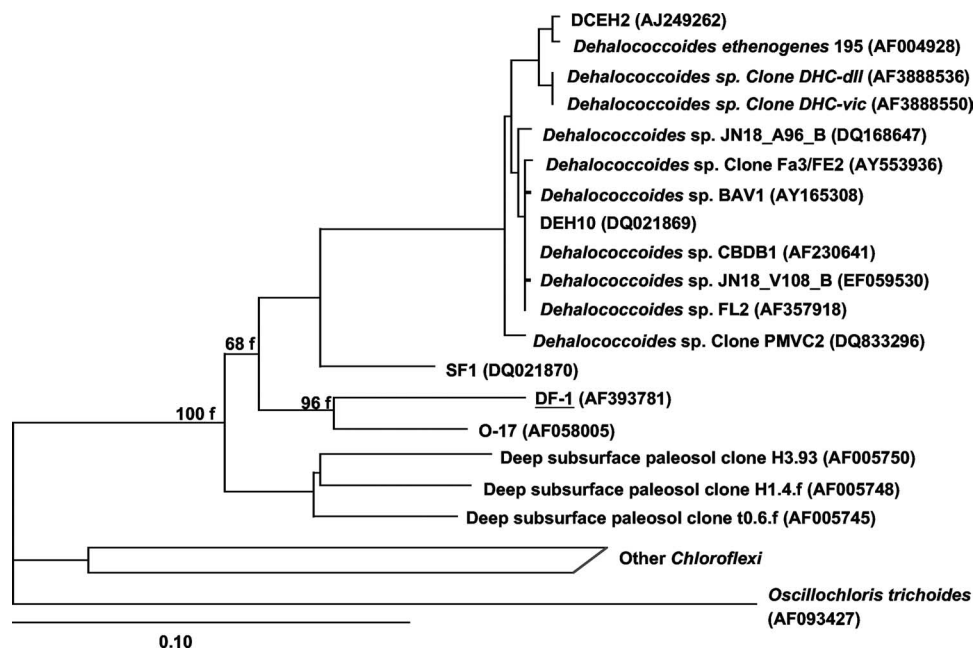 DCEH2 (AJ249262)
Dehalococcoides ethenogenes 195 (AF004928)
Dehalococcoides sp. Clone DHC-dll (AF3888536)
Dehalococcoides sp. Clone DHC-vic (AF3888550)
Dehalococcoides sp. JN18_A96_B (DQ168647)
Dehalococcoides sp. Clone Fa3/FE2 (AY553936)
Dehalococcoides sp. BAV1 (AY165308)
DEH10 (DQ021869)
Dehalococcoides sp. CBDB1 (AF230641)
Dehalococcoides sp. JN18_V108_B (EF059530)
Dehalococcoides sp. FL2 (AF357918)
Dehalococcoides sp. Clone PMVC2 (DQ833296)
68 f
SF1 (DQ021870)
DF-1 (AF393781)
96 f
100 f
O-17 (AF058005)
Deep subsurface paleosol clone H3.93 (AF005750)
Deep subsurface paleosol clone H1.4.f (AF005748)
Deep subsurface paleosol clone t0.6.f (AF005745)
Other Chloroflexi
Oscillochloris trichoides
(AF093427)
0.10